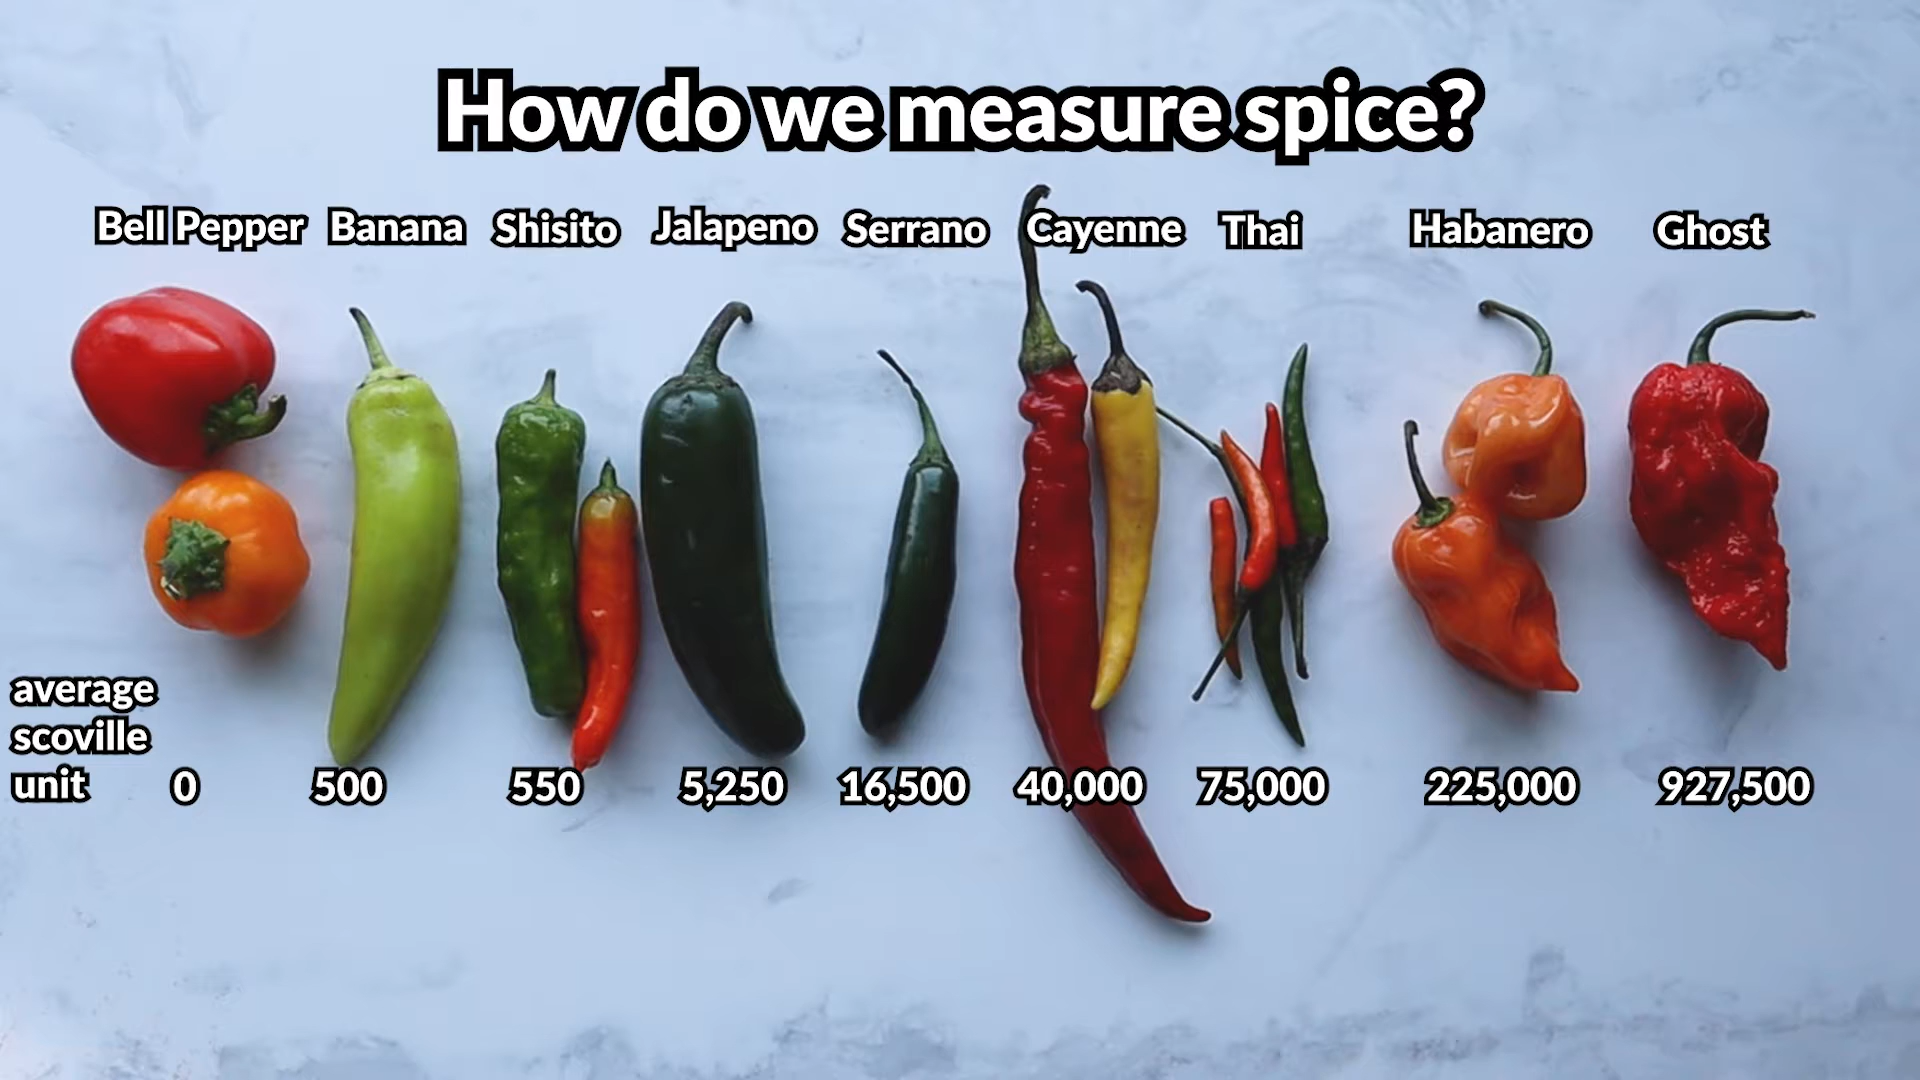 How do we measure spice?
Bell Pepper Banana Shisito Jalapeno Serrano Cayenne Thai Habanero Ghost
average
scoville
unit 0 500 550 5,250 16,500 40,000 75,000 225,000 927,500